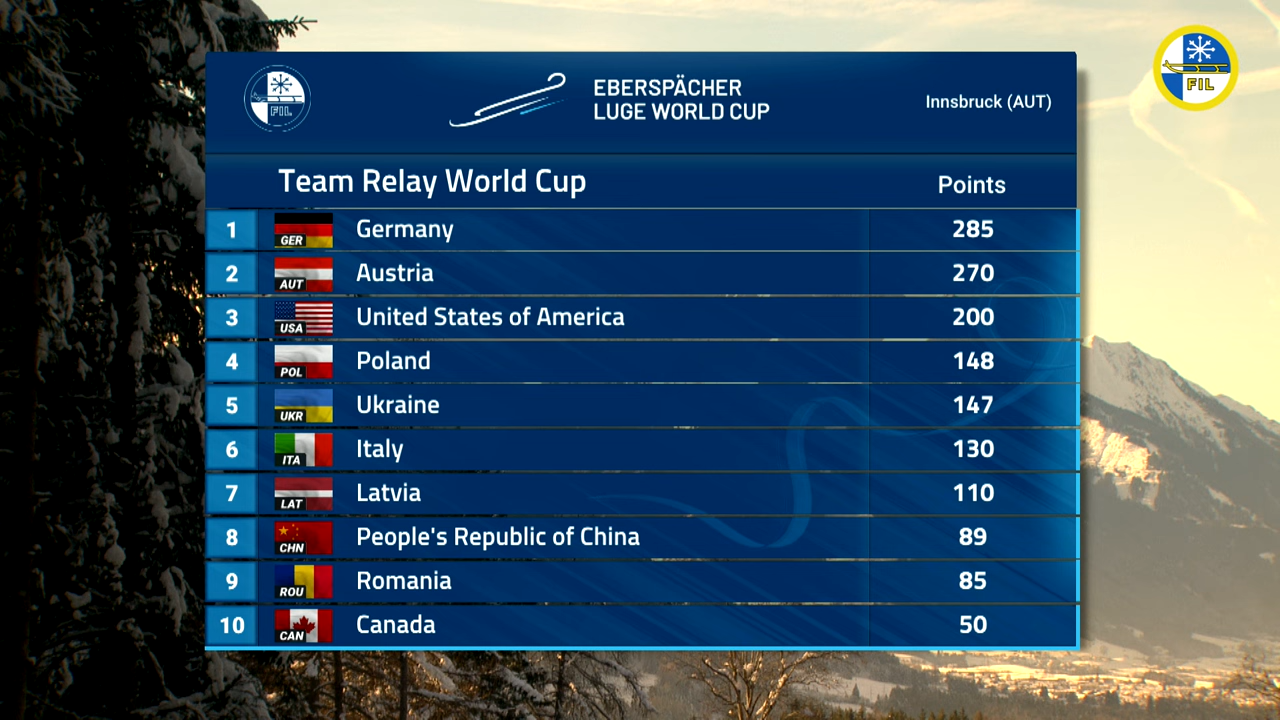 FIL
EBERSPÄCHER
LUGE WORLD CUP
Innsbruck (AUT)
FIL
Team Relay World Cup Points
1 GER Germany 285
2 AUT Austria 270
3 USA United States of America 200
4 POL Poland 148
5 UKR Ukraine 147
6 ITA Italy 130
7 LAT Latvia 110
8 CHN People's Republic of China 89
9 ROU Romania 85
10 CAN Canada 50